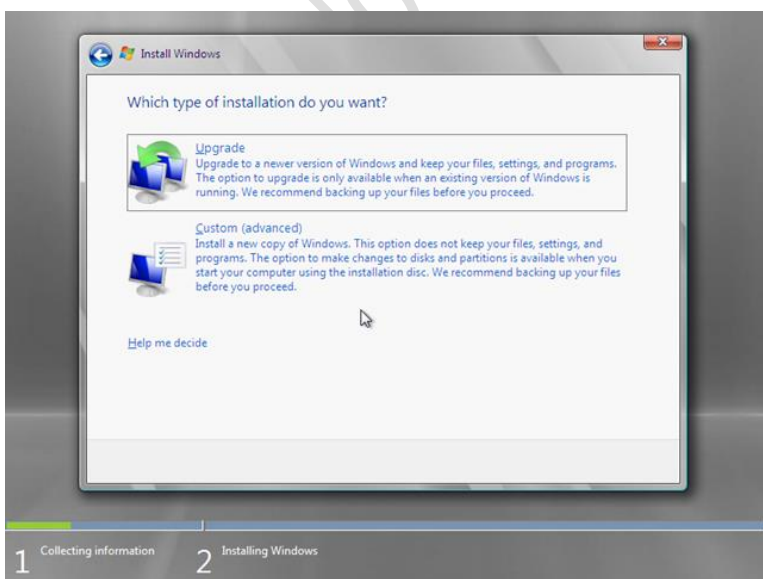 Install Windows
Which type of installation do you want?
Upgrade
Upgrade to a newer version of Windows and keep your files, settings, and programs.
The option to upgrade is only available when an existing version of Windows is
running. We recommend backing up your files before you proceed.
Custom (advanced)
Install a new copy of Windows. This option does not keep your files, settings, and
programs. The option to make changes to disks and partitions is available when you
start your computer using the installation disc. We recommend backing up your files
before you proceed.
Help me decide
1 Collecting information 2 Installing Windows